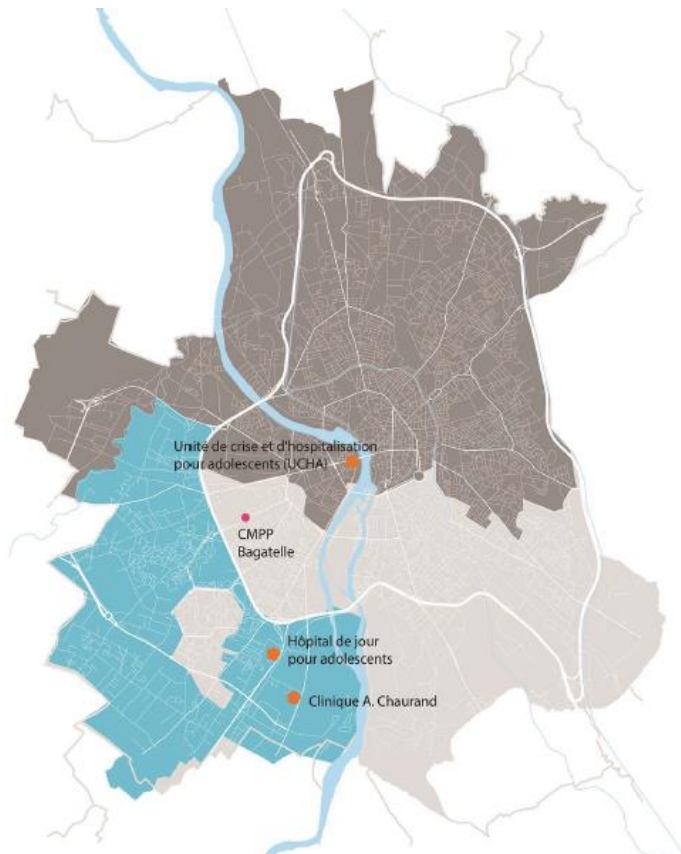 Unité de crise et d'hospitalisation
pour adolescents (UCHA)
CMPP
Bagatelle
Hôpital de jour
pour adolescents
Clinique A. Chaurand